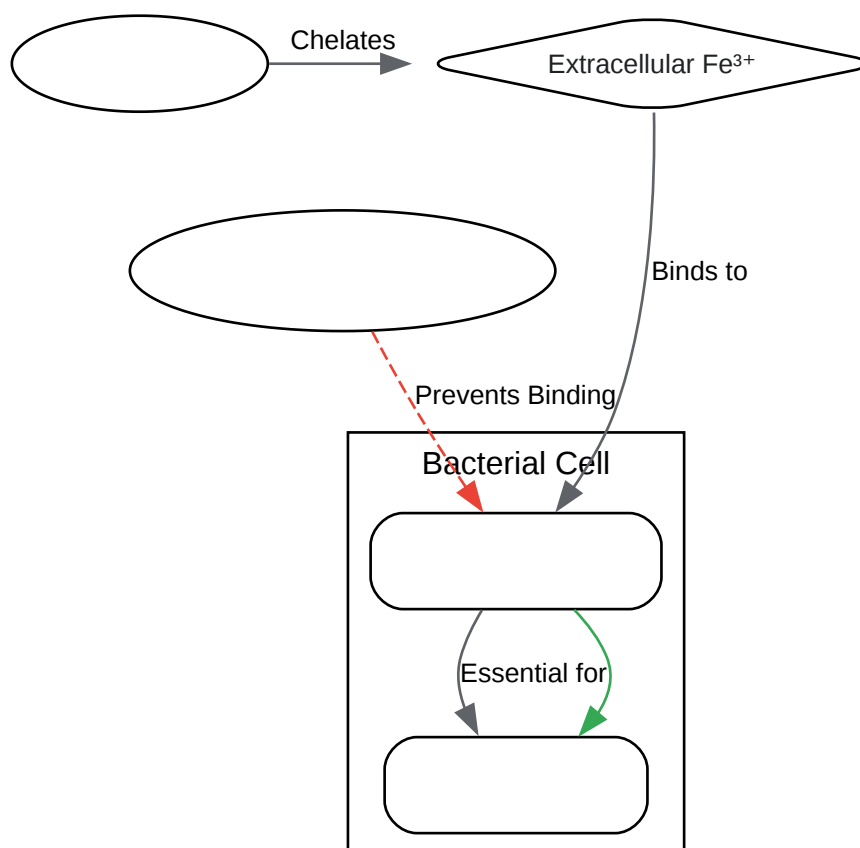 Chelates
Extracellular Fe³⁺
Binds to
Prevents Binding
Bacterial Cell
Essential for